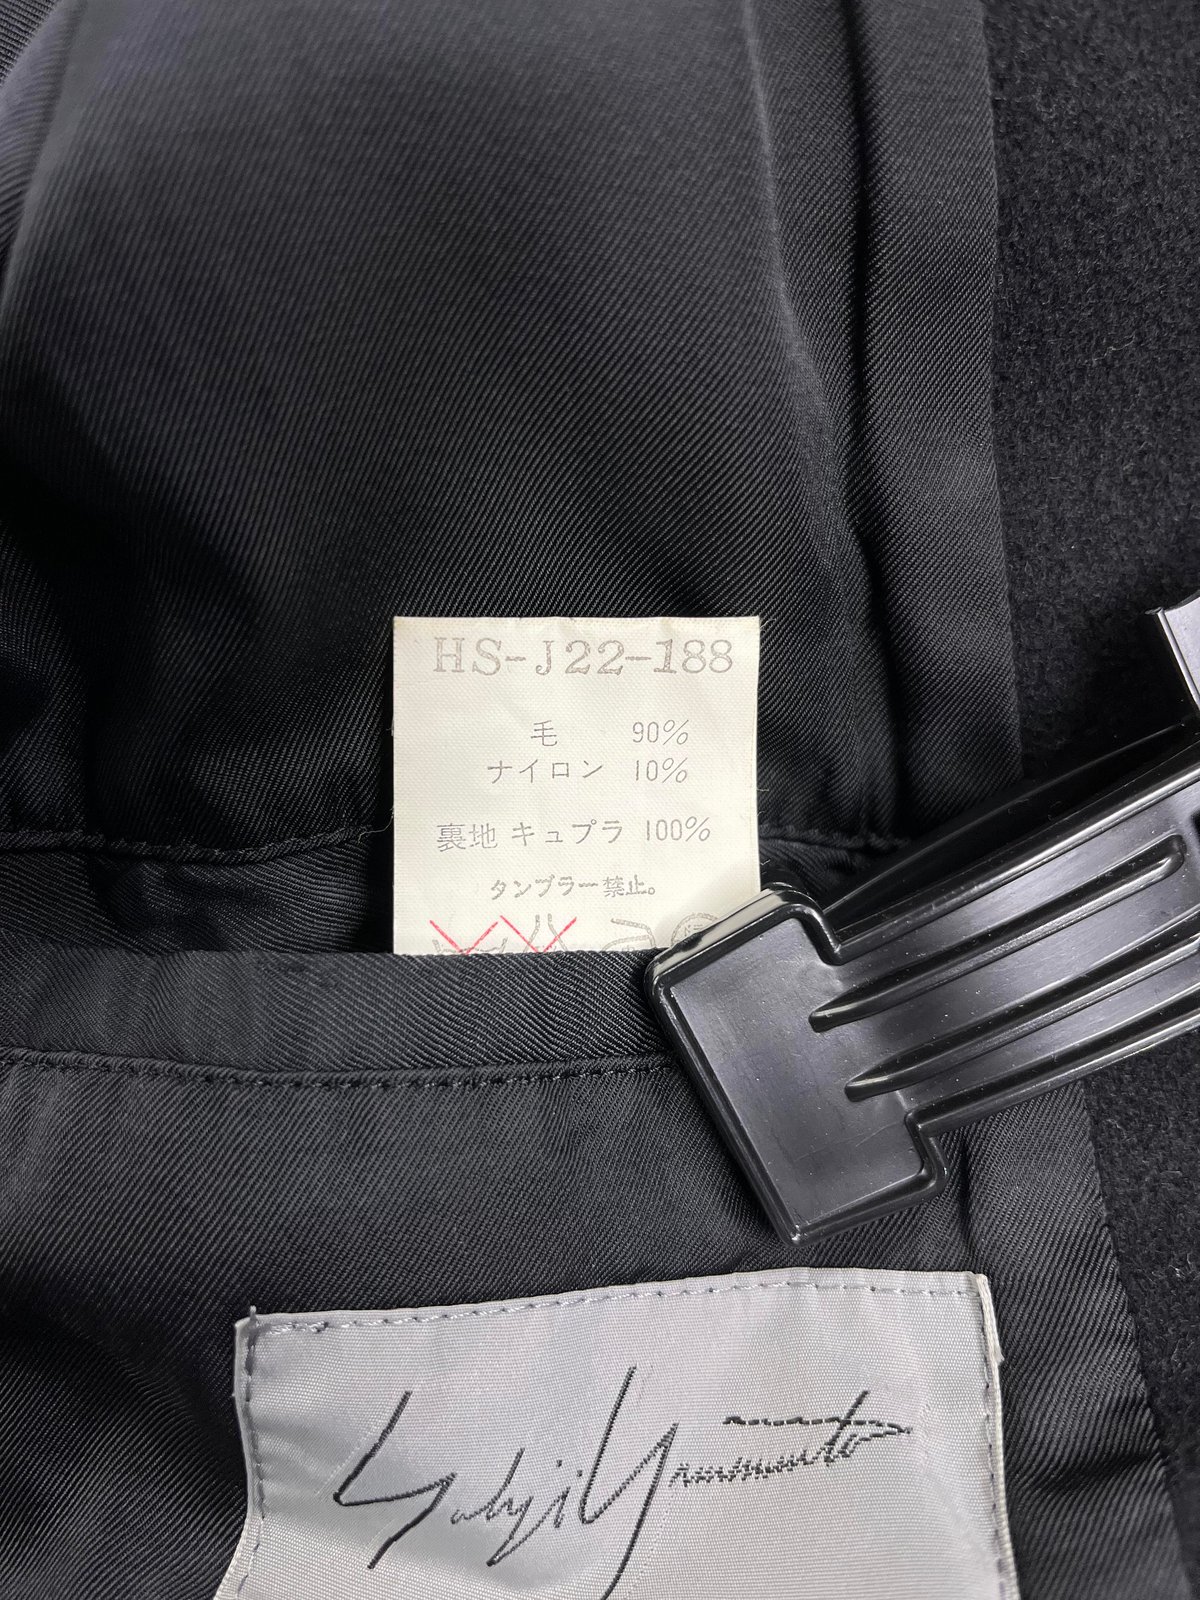 HS-J22-188
毛 90%
ナイロン 10%
裏地 キュプラ 100%
タンブラー禁止。
Yohji Yamamoto